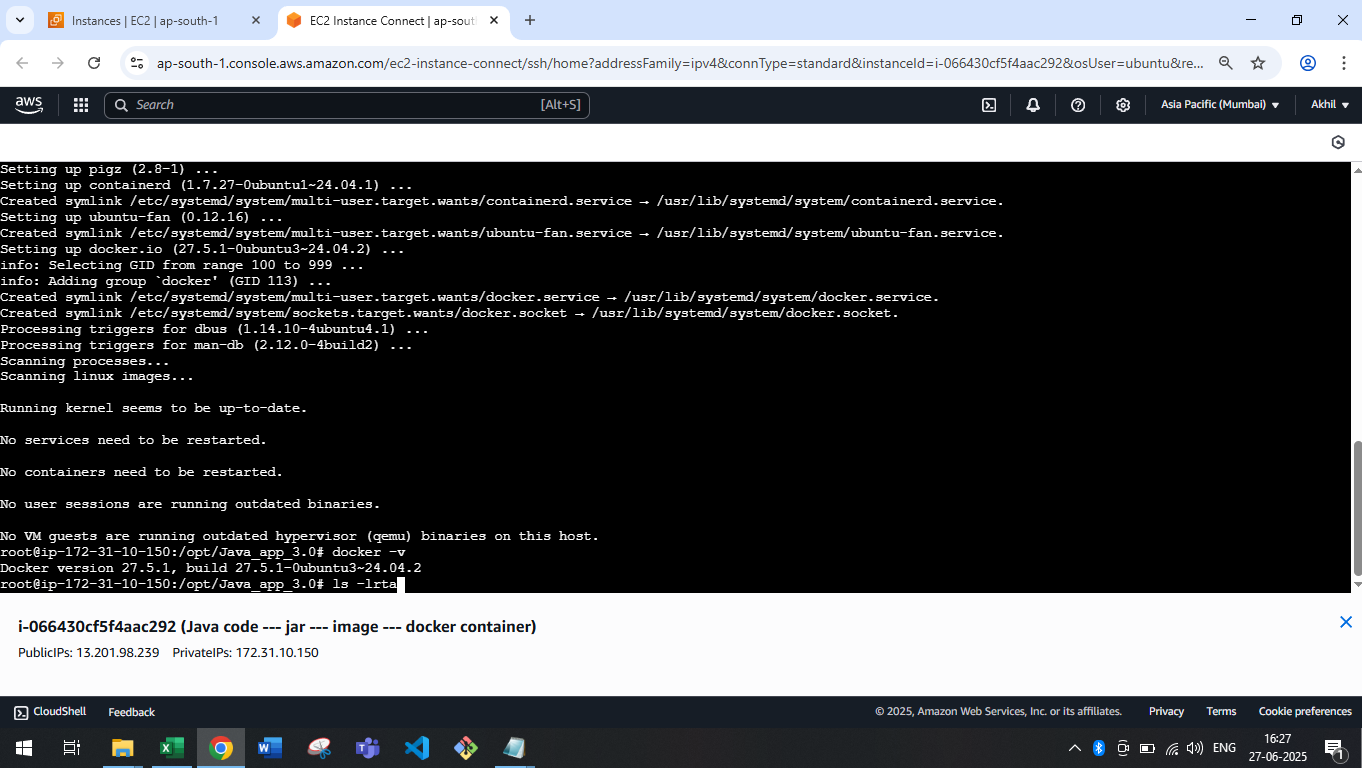 Instances | EC2 | ap-south-1
EC2 Instance Connect | ap-sout
ap-south-1.console.aws.amazon.com/ec2-instance-connect/ssh/home?addressFamily=ipv4&connType=standard&instanceId=i-066430cf5f4aac292&osUser=ubuntu&re...
aws
Search
[Alt+S]
Asia Pacific (Mumbai)
Akhil
Setting up pigz (2.8-1) ...
Setting up containerd (1.7.27-0ubuntu1~24.04.1) ...
Created symlink /etc/systemd/system/multi-user.target.wants/containerd.service → /usr/lib/systemd/system/containerd.service.
Setting up ubuntu-fan (0.12.16) ...
Created symlink /etc/systemd/system/multi-user.target.wants/ubuntu-fan.service → /usr/lib/systemd/system/ubuntu-fan.service.
Setting up docker.io (27.5.1-0ubuntu3~24.04.2) ...
info: Selecting GID from range 100 to 999 ...
info: Adding group `docker' (GID 113) ...
Created symlink /etc/systemd/system/multi-user.target.wants/docker.service → /usr/lib/systemd/system/docker.service.
Created symlink /etc/systemd/system/sockets.target.wants/docker.socket → /usr/lib/systemd/system/docker.socket.
Processing triggers for dbus (1.14.10-4ubuntu4.1) ...
Processing triggers for man-db (2.12.0-4build2) ...
Scanning processes...
Scanning linux images...
Running kernel seems to be up-to-date.
No services need to be restarted.
No containers need to be restarted.
No user sessions are running outdated binaries.
No VM guests are running outdated hypervisor (qemu) binaries on this host.
root@ip-172-31-10-150:/opt/Java_app_3.0# docker -v
Docker version 27.5.1, build 27.5.1-0ubuntu3~24.04.2
root@ip-172-31-10-150:/opt/Java_app_3.0# ls -lrta
i-066430cf5f4aac292 (Java code --- jar --- image --- docker container)
PublicIPs: 13.201.98.239 PrivateIPs: 172.31.10.150
CloudShell
Feedback
© 2025, Amazon Web Services, Inc. or its affiliates.
Privacy
Terms
Cookie preferences
ENG
16:27
27-06-2025
1